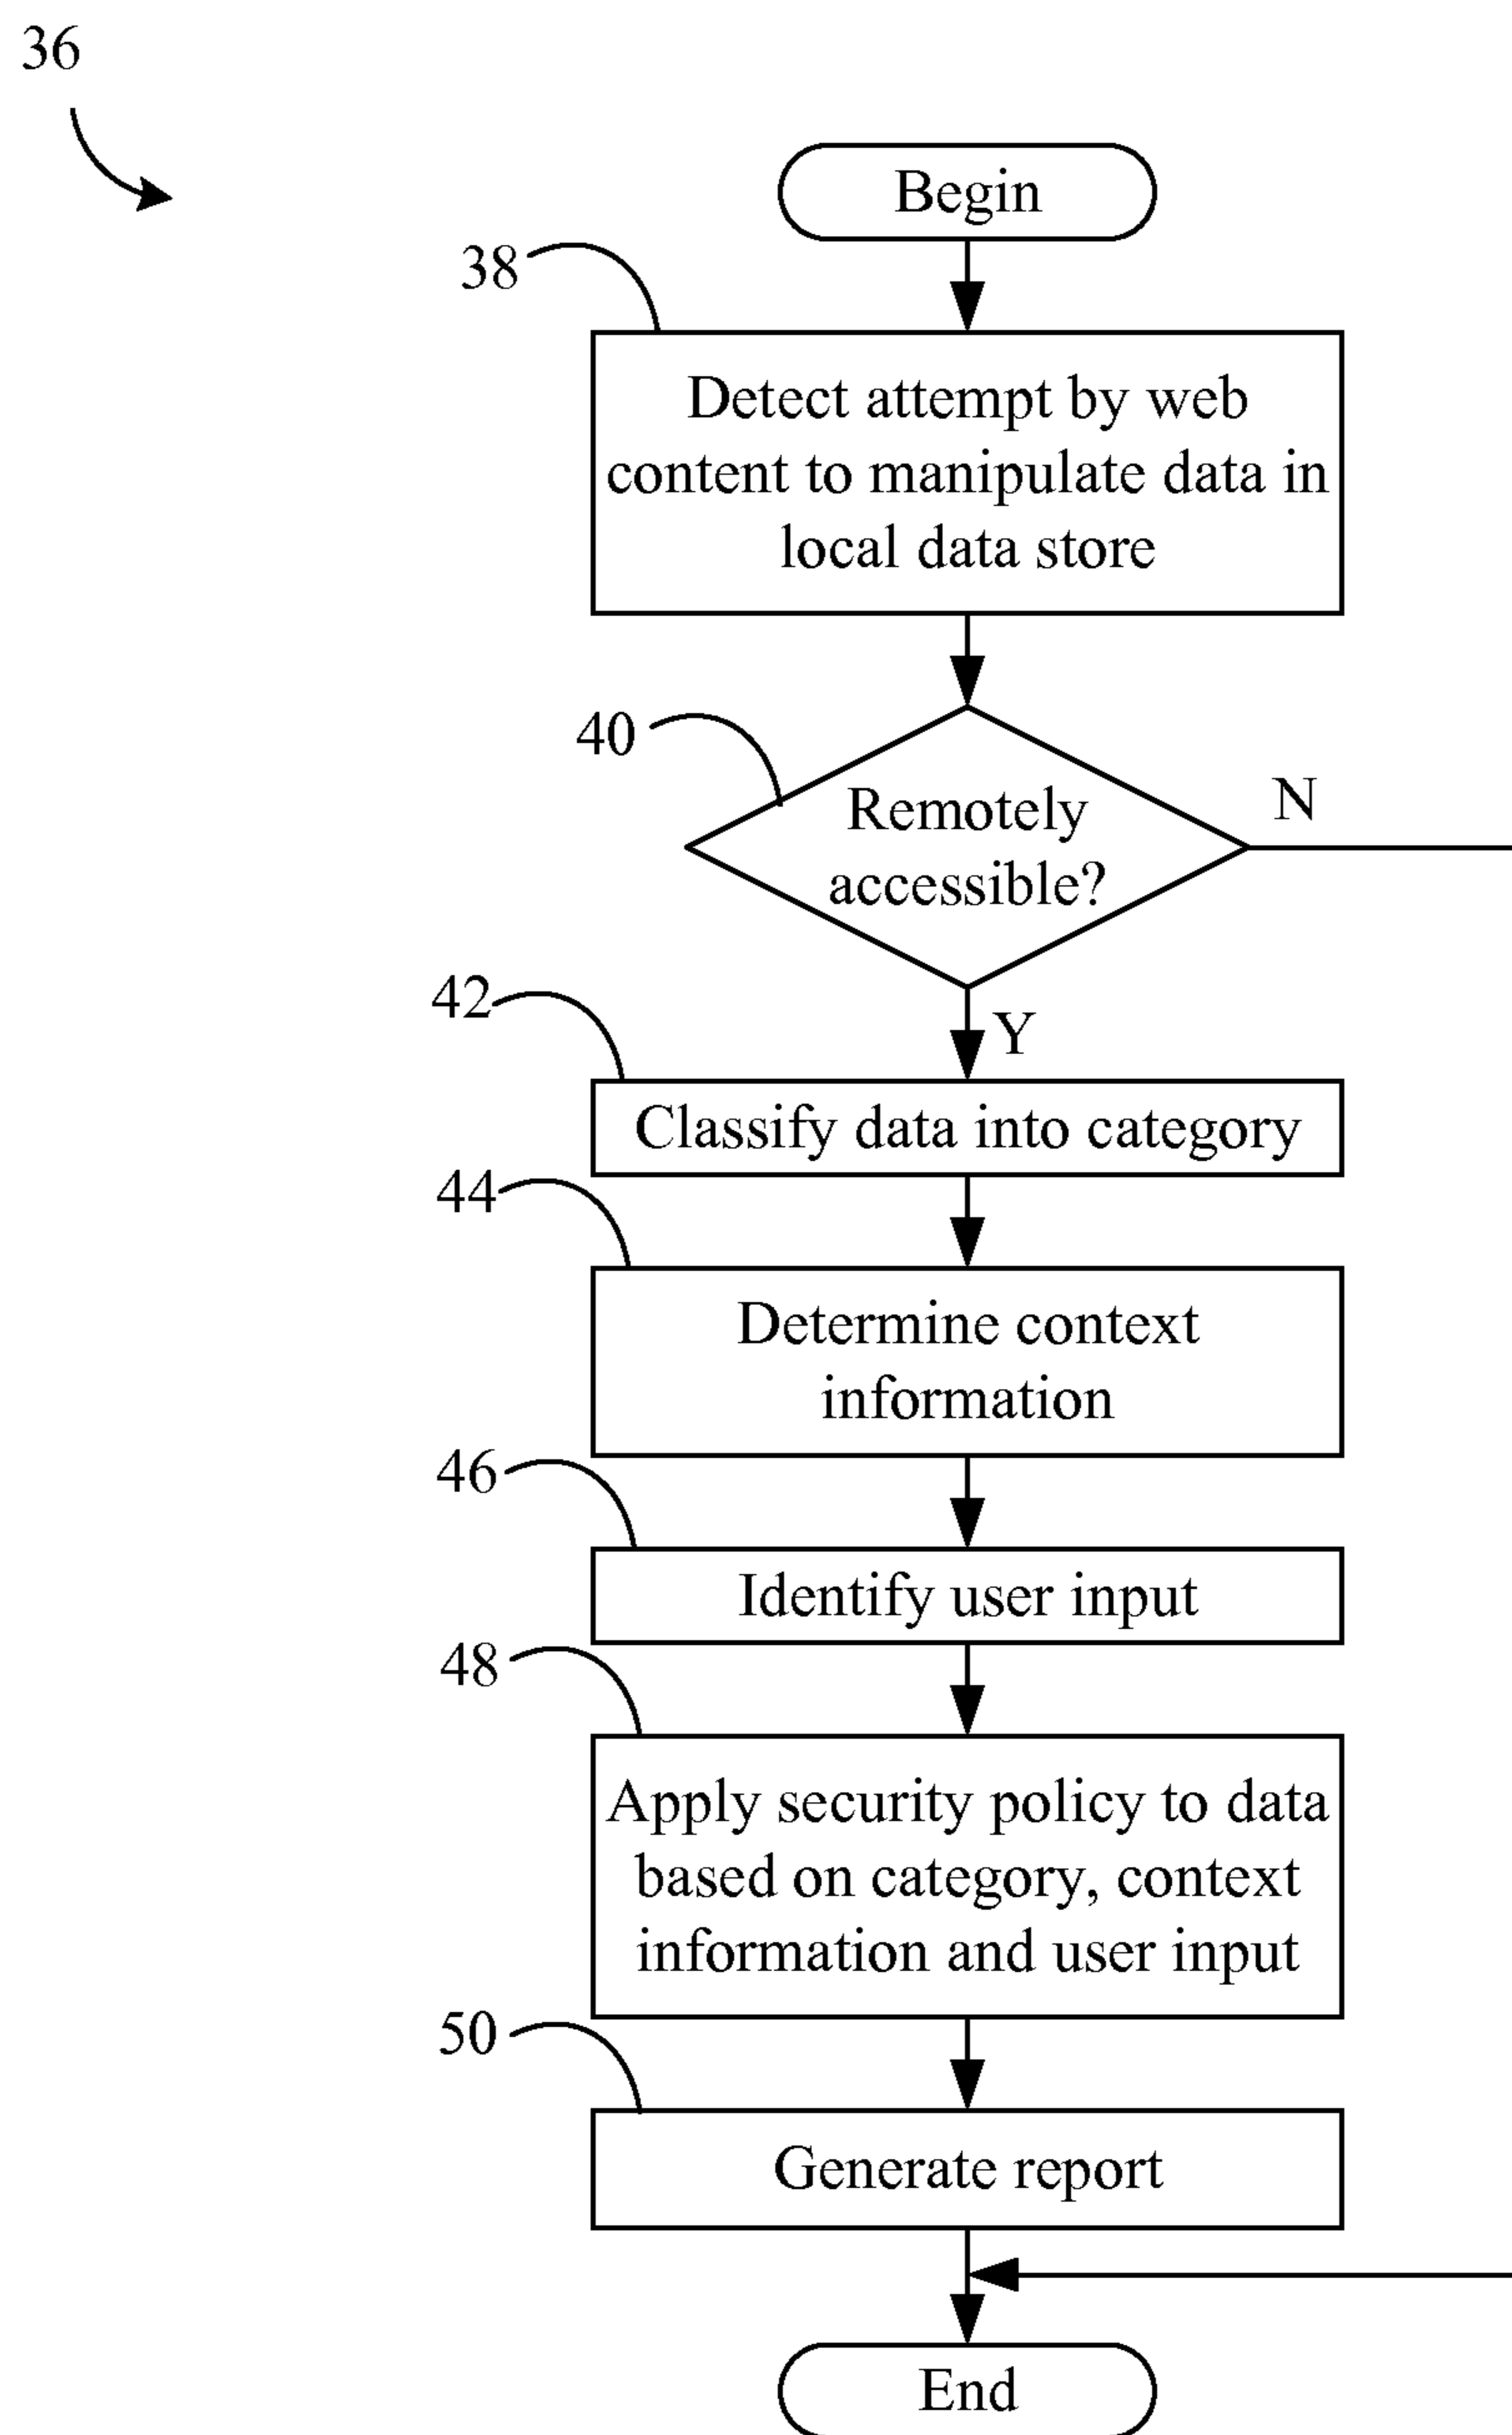 36
Begin
38
Detect attempt by web
content to manipulate data in
local data store
40
Remotely
accessible?
N
Y
42
Classify data into category
44
Determine context
information
46
Identify user input
48
Apply security policy to data
based on category, context
information and user input
50
Generate report
End